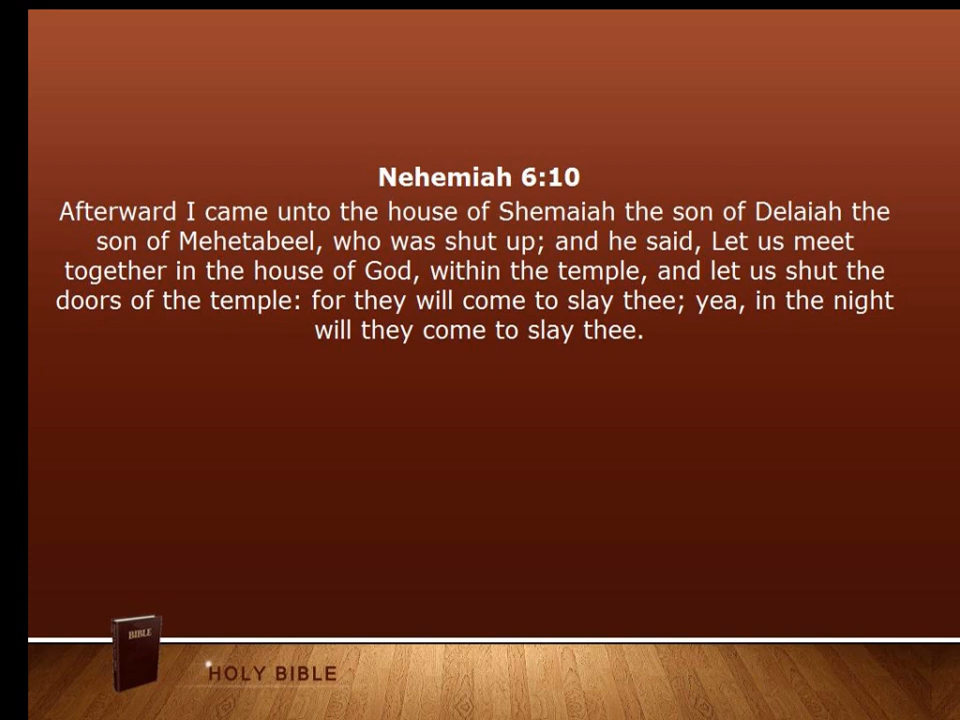 Nehemiah 6:10
Afterward I came unto the house of Shemaiah the son of Delaiah the
son of Mehetabeel, who was shut up; and he said, Let us meet
together in the house of God, within the temple, and let us shut the
doors of the temple: for they will come to slay thee; yea, in the night
will they come to slay thee.
BIBLE
HOLY BIBLE